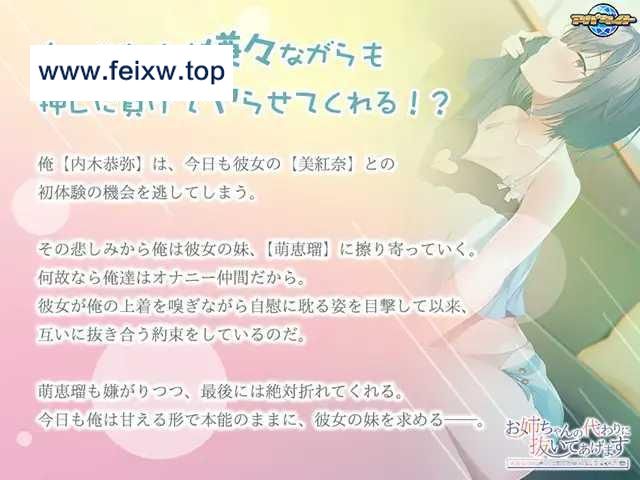 嫌々ながらも
www.feixw.top
らせてくれる！？
俺【内木恭弥】は、今日も彼女の【美紅奈】との
初体験の機会を逃してしまう。
その悲しみから俺は彼女の妹、【萌恵瑠】に擦り寄っていく。
何故なら俺達はオナニー仲間だから。
彼女が俺の上着を嗅ぎながら自慰に耽る姿を目撃して以来、
互いに抜き合う約束をしているのだ。
萌恵瑠も嫌がりつつ、最後には絶対折れてくれる。
今日も俺は甘える形で本能のままに、彼女の妹を求める――。
お姉ちゃんの代わりに
抜いてあげます